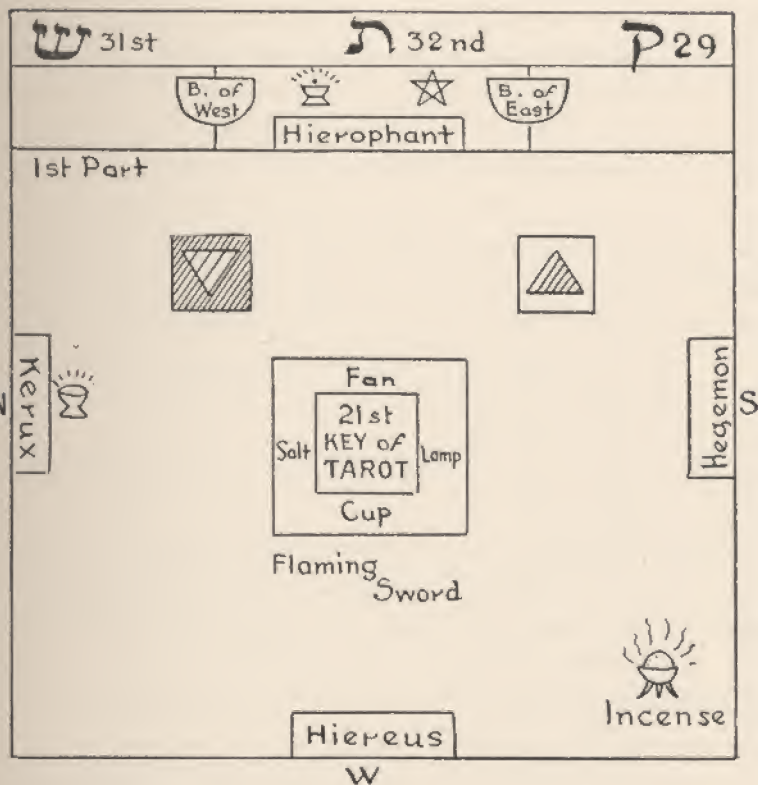 ש 31st ת 32nd ק 29
B. of West
B. of East
Hierophant
1st Part
Kerux
N
Hegemon
S
Fan
21st
KEY of
TAROT
Salt
Lamp
Cup
Flaming
Sword
Incense
Hiereus
W